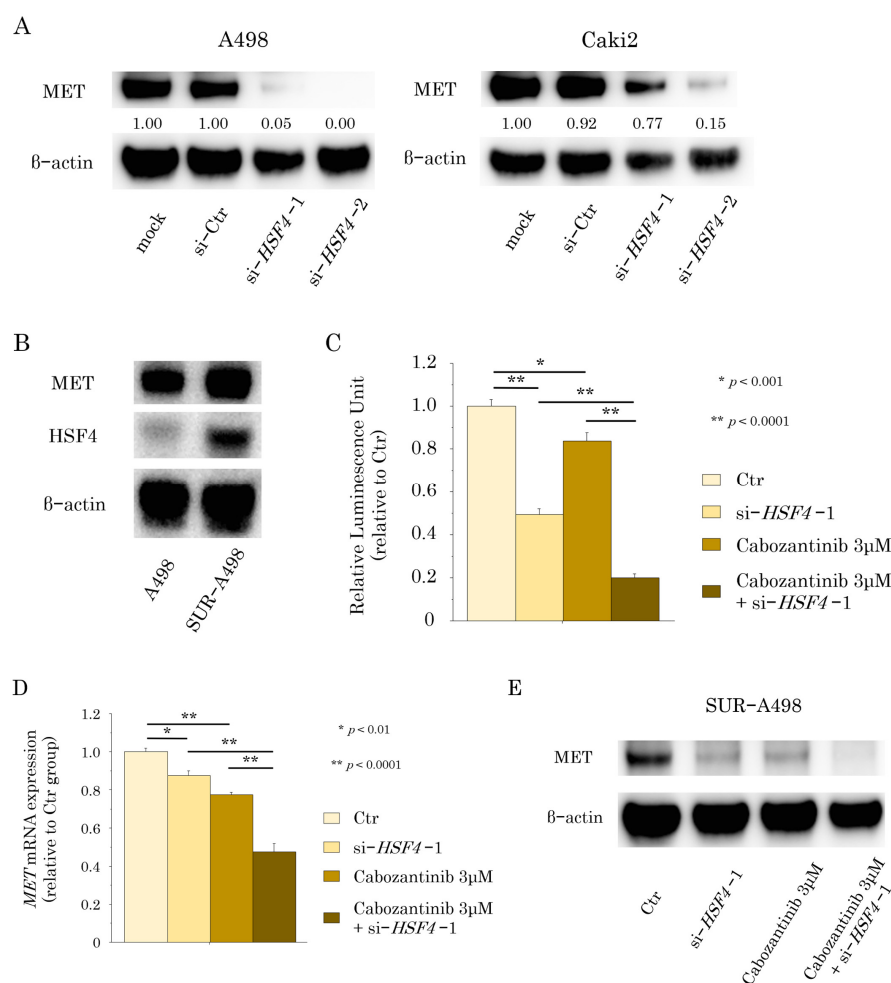 A
A498
Caki2
MET
MET
1.00 1.00 0.05 0.00
1.00 0.92 0.77 0.15
ß-actin
ß-actin
mock
si-Ctr
si-HSF4-1
si-HSF4-2
mock
si-Ctr
si-HSF4-1
si-HSF4-2
B
MET
HSF4
ß-actin
A498
SUR-A498
C
Relative Luminescence Unit
(relative to Ctr)
1.2
1.0
0.8
0.6
0.4
0.2
0
*
** **
**
* p < 0.001
** p < 0.0001
Ctr
si-HSF4-1
Cabozantinib 3µM
Cabozantinib 3µM
+ si-HSF4-1
D
MET mRNA expression
(relative to Ctr group)
1.2
1.0
0.8
0.6
0.4
0.2
0
**
* **
**
* p < 0.01
** p < 0.0001
Ctr
si-HSF4-1
Cabozantinib 3µM
Cabozantinib 3µM
+ si-HSF4-1
E
SUR-A498
MET
ß-actin
Ctr
si-HSF4-1
Cabozantinib 3µM
Cabozantinib 3µM
+ si-HSF4-1